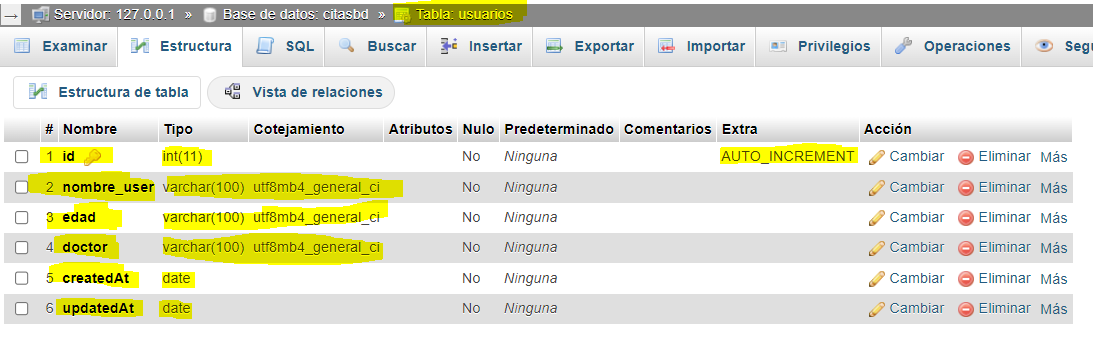 Servidor: 127.0.0.1 » Base de datos: citasbd » Tabla: usuarios
Examinar Estructura SQL Buscar Insertar Exportar Importar Privilegios Operaciones Segu
Estructura de tabla Vista de relaciones
# Nombre Tipo Cotejamiento Atributos Nulo Predeterminado Comentarios Extra Acción
1 id int(11) No Ninguna AUTO_INCREMENT Cambiar Eliminar Más
2 nombre_user varchar(100) utf8mb4_general_ci No Ninguna Cambiar Eliminar Más
3 edad varchar(100) utf8mb4_general_ci No Ninguna Cambiar Eliminar Más
4 doctor varchar(100) utf8mb4_general_ci No Ninguna Cambiar Eliminar Más
5 createdAt date No Ninguna Cambiar Eliminar Más
6 updatedAt date No Ninguna Cambiar Eliminar Más